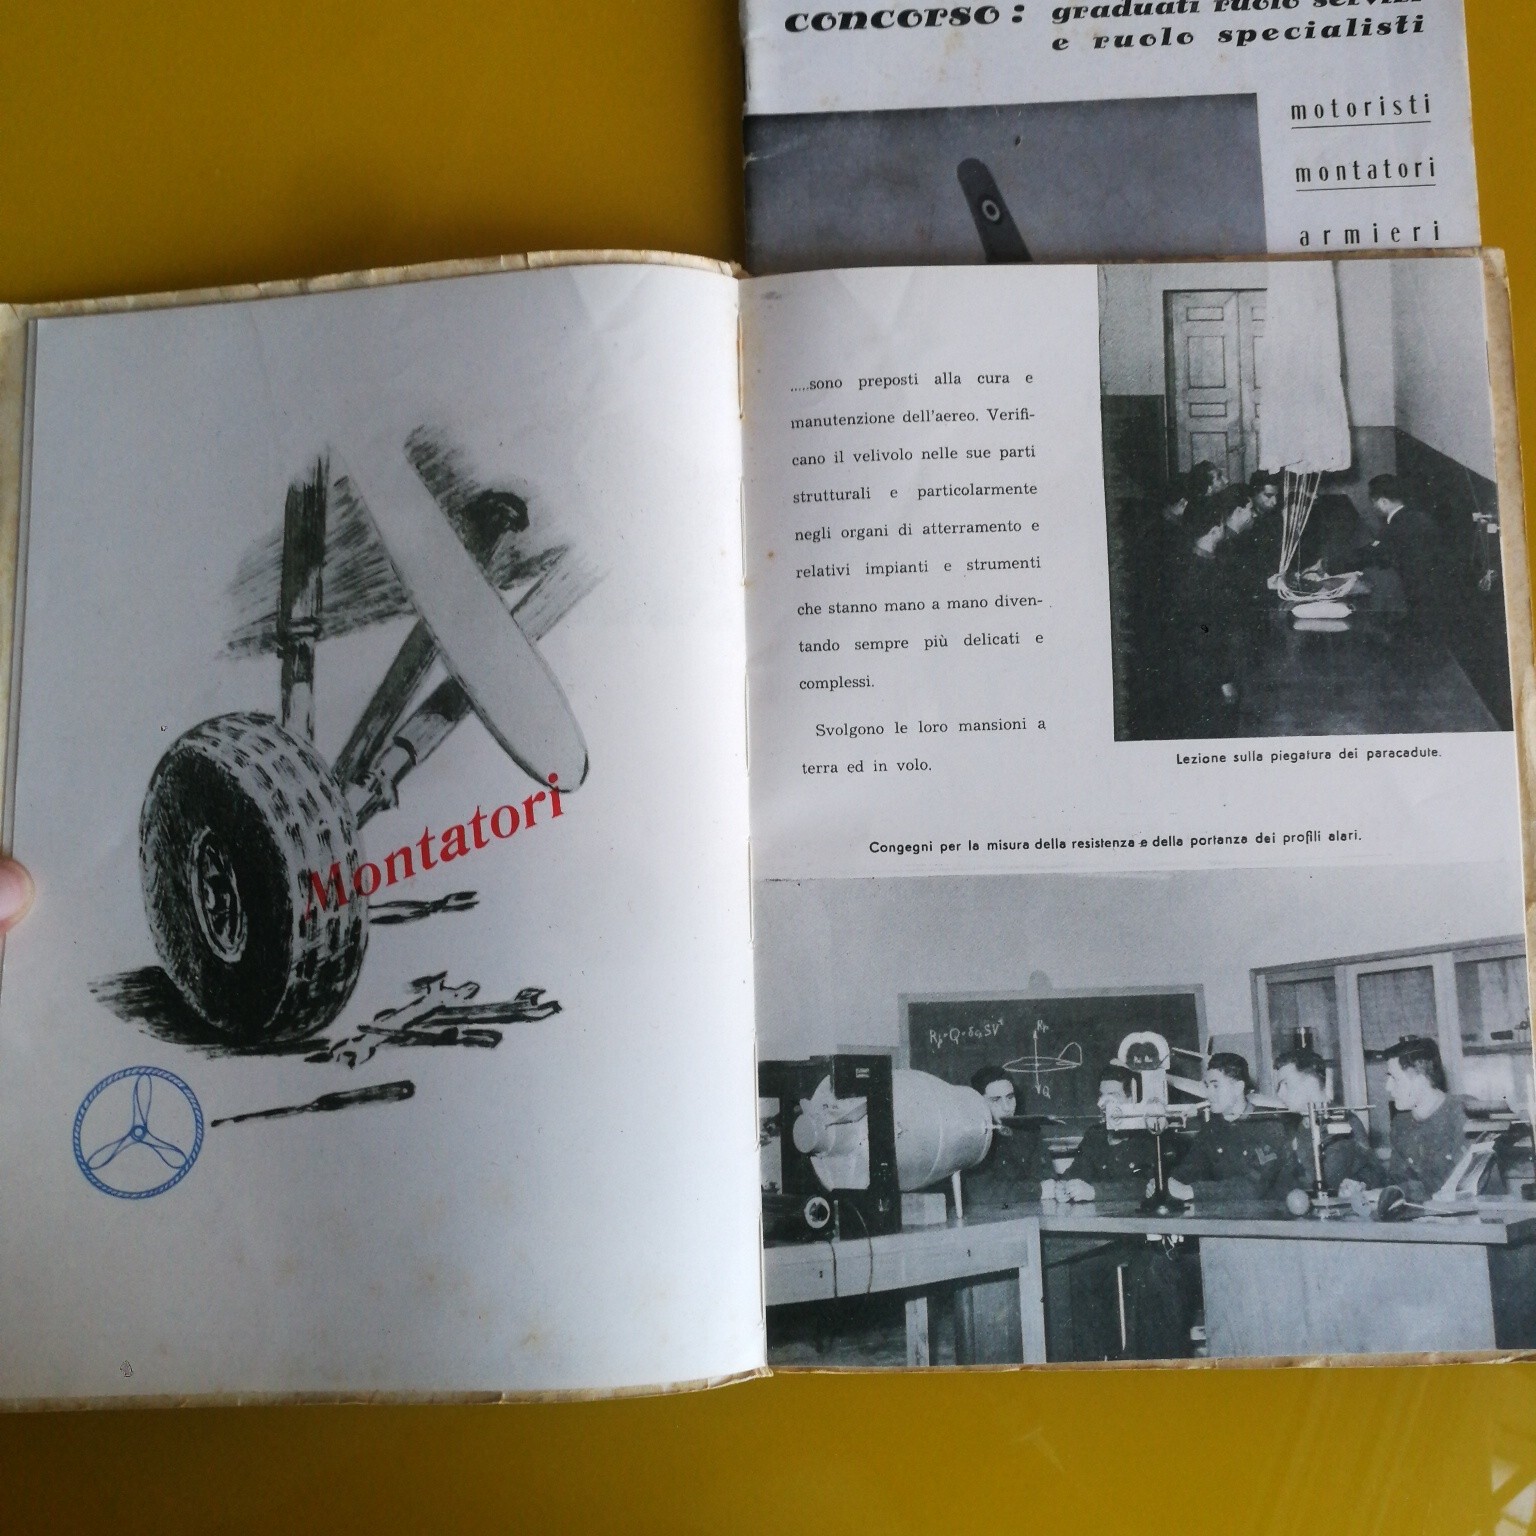 concorso: graduati ruolo servizi
e ruolo specialisti
motoristi
montatori
armieri
Montatori
.....sono preposti alla cura e
manutenzione dell'aereo. Verifi-
cano il velivolo nelle sue parti
strutturali e particolarmente
negli organi di atterramento e
relativi impianti e strumenti
che stanno mano a mano diven-
tando sempre più delicati e
complessi.
Svolgono le loro mansioni a
terra ed in volo.
Lezione sulla piegatura dei paracadute.
Congegni per la misura della resistenza e della portanza dei profili alari.